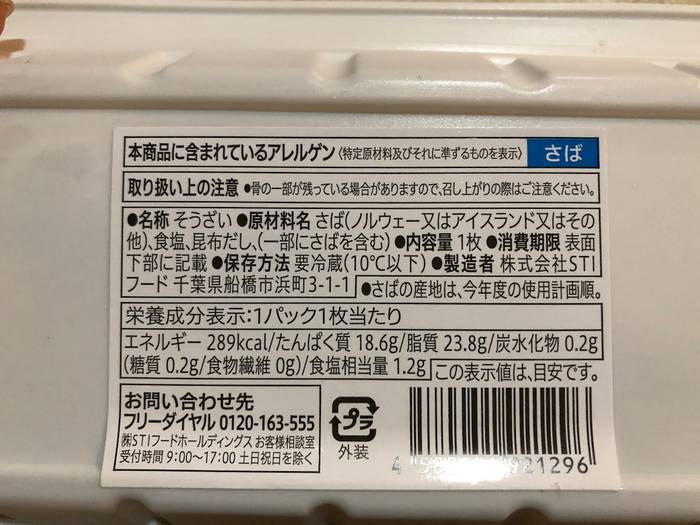 本商品に含まれているアレルゲン〈特定原材料及びそれに準ずるものを表示〉 さば
取り扱い上の注意 ●骨の一部が残っている場合がありますので、召し上がりの際はご注意ください。
●名称 そうざい ●原材料名 さば(ノルウェー又はアイスランド又はその
他)、食塩、昆布だし、(一部にさばを含む) ●内容量 1枚 ●消費期限 表面
下部に記載 ●保存方法 要冷蔵(10℃以下) ●製造者 株式会社STI
フード 千葉県船橋市浜町3-1-1 ●さばの産地は、今年度の使用計画順。
栄養成分表示:1パック1枚当たり
エネルギー 289kcal/たんぱく質 18.6g/脂質 23.8g/炭水化物 0.2g
(糖質 0.2g/食物繊維 0g)/食塩相当量 1.2g この表示値は、目安です。
お問い合わせ先
フリーダイヤル 0120-163-555
㈱STIフードホールディングス お客様相談室
受付時間 9:00〜17:00 土日祝日を除く
プラ
外装
921296